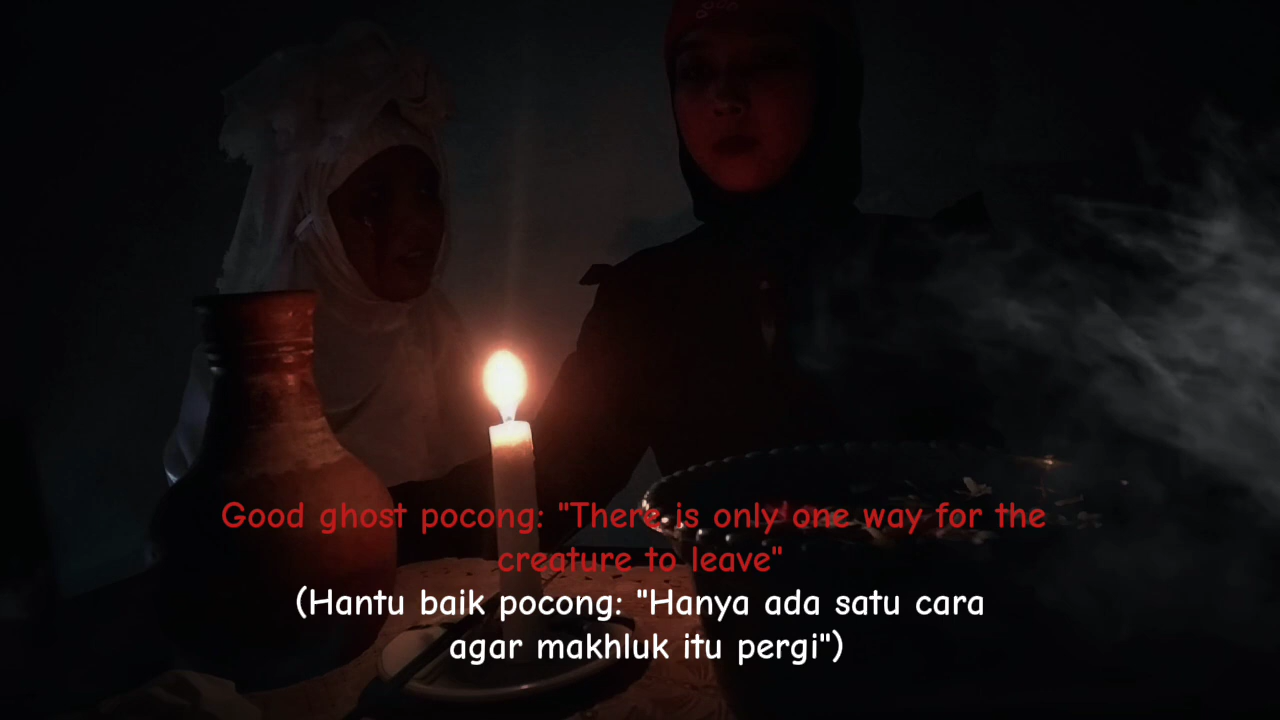 Good ghost pocong: "There is only one way for the
creature to leave"
(Hantu baik pocong: "Hanya ada satu cara
agar makhluk itu pergi")